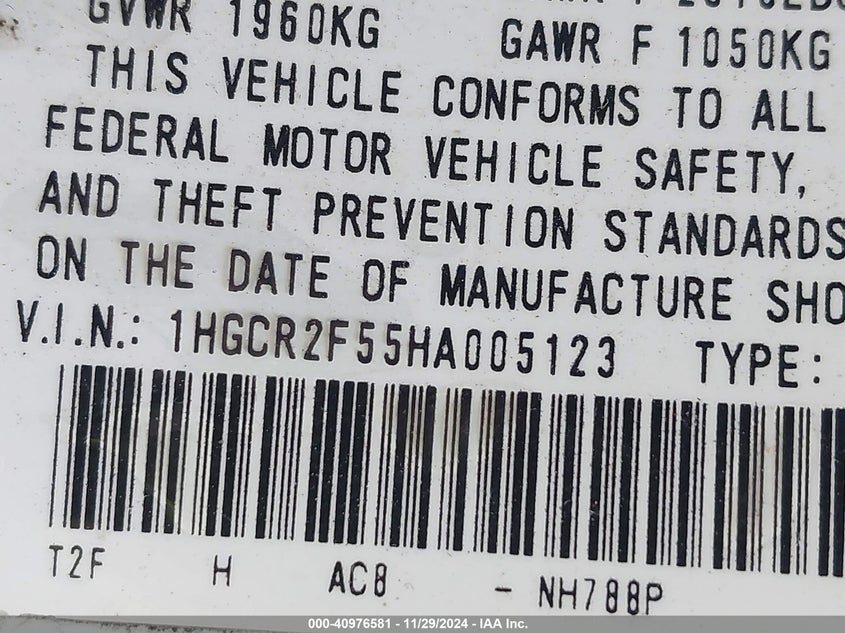 GVWR 1960KG GAWR F 1050KG
THIS VEHICLE CONFORMS TO ALL
FEDERAL MOTOR VEHICLE SAFETY,
AND THEFT PREVENTION STANDARDS
ON THE DATE OF MANUFACTURE SHO
V.I.N.: 1HGCR2F55HA005123 TYPE:
T2F H AC8 - NH788P
000-40976581 - 11/29/2024 - IAA Inc.